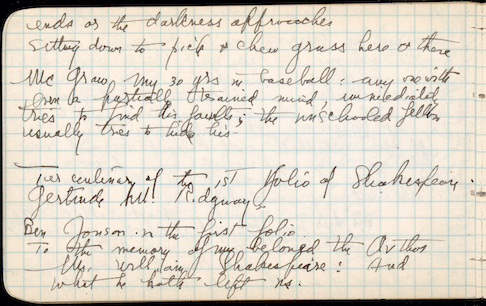 ends as the darkness approaches
Sitting down to pick & chew grass here & there
Mc Graw, my 30 yrs in baseball: any one with
even a partially trained mind, immediately
tries to find his faults; the unschooled fellow
usually tries to hide his
Tercentenary of the 1st Folio of Shakespeare.
Gertrude Ridgway
Ben Jonson in the first folio
To the memory of my beloved the Author
Mr. William Shakespeare: And
what he hath left us.